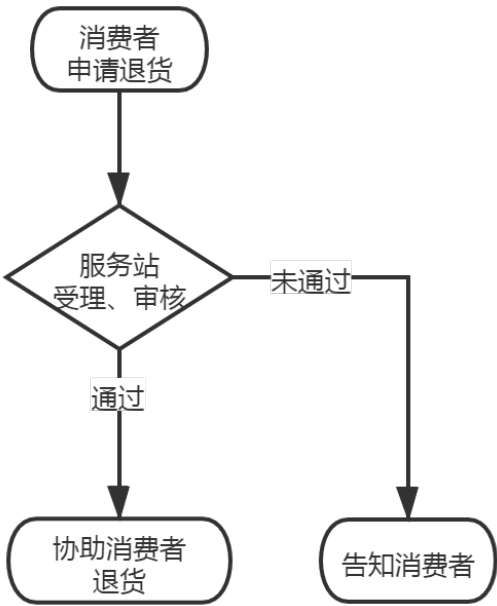 消费者
申请退货
服务站
受理、审核
未通过
通过
协助消费者
退货
告知消费者